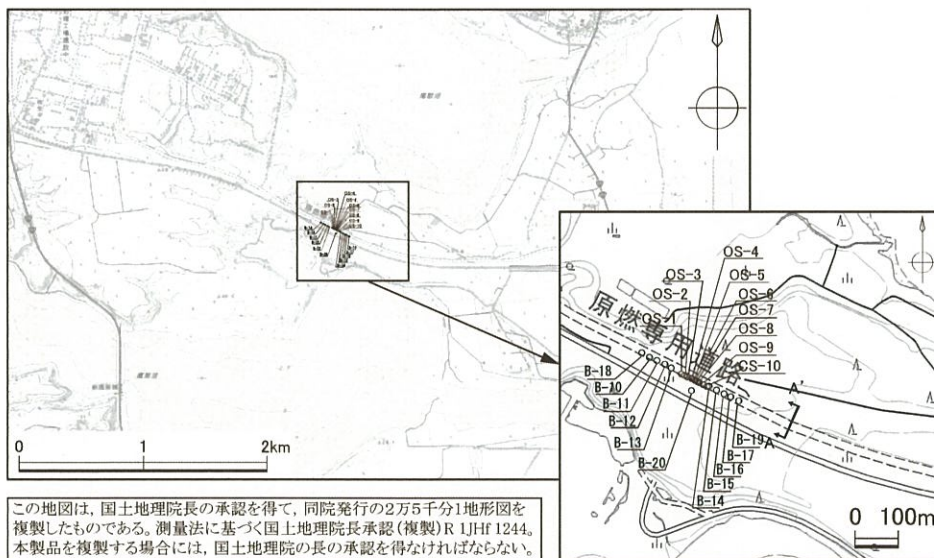 OS-4
OS-3
OS-5
OS-2
OS-6
OS-1
OS-7
OS-8
OS-9
OS-10
原燃専用道路
B-18
B-10
B-11
B-12
B-13
B-20
B-19
B-17
B-16
B-15
B-14
A'
A
0 100m
0 1 2km
この地図は，国土地理院長の承認を得て，同院発行の2万5千分1地形図を
複製したものである。測量法に基づく国土地理院長承認（複製）R 1JHf 1244。
本製品を複製する場合には，国土地理院の長の承認を得なければならない。